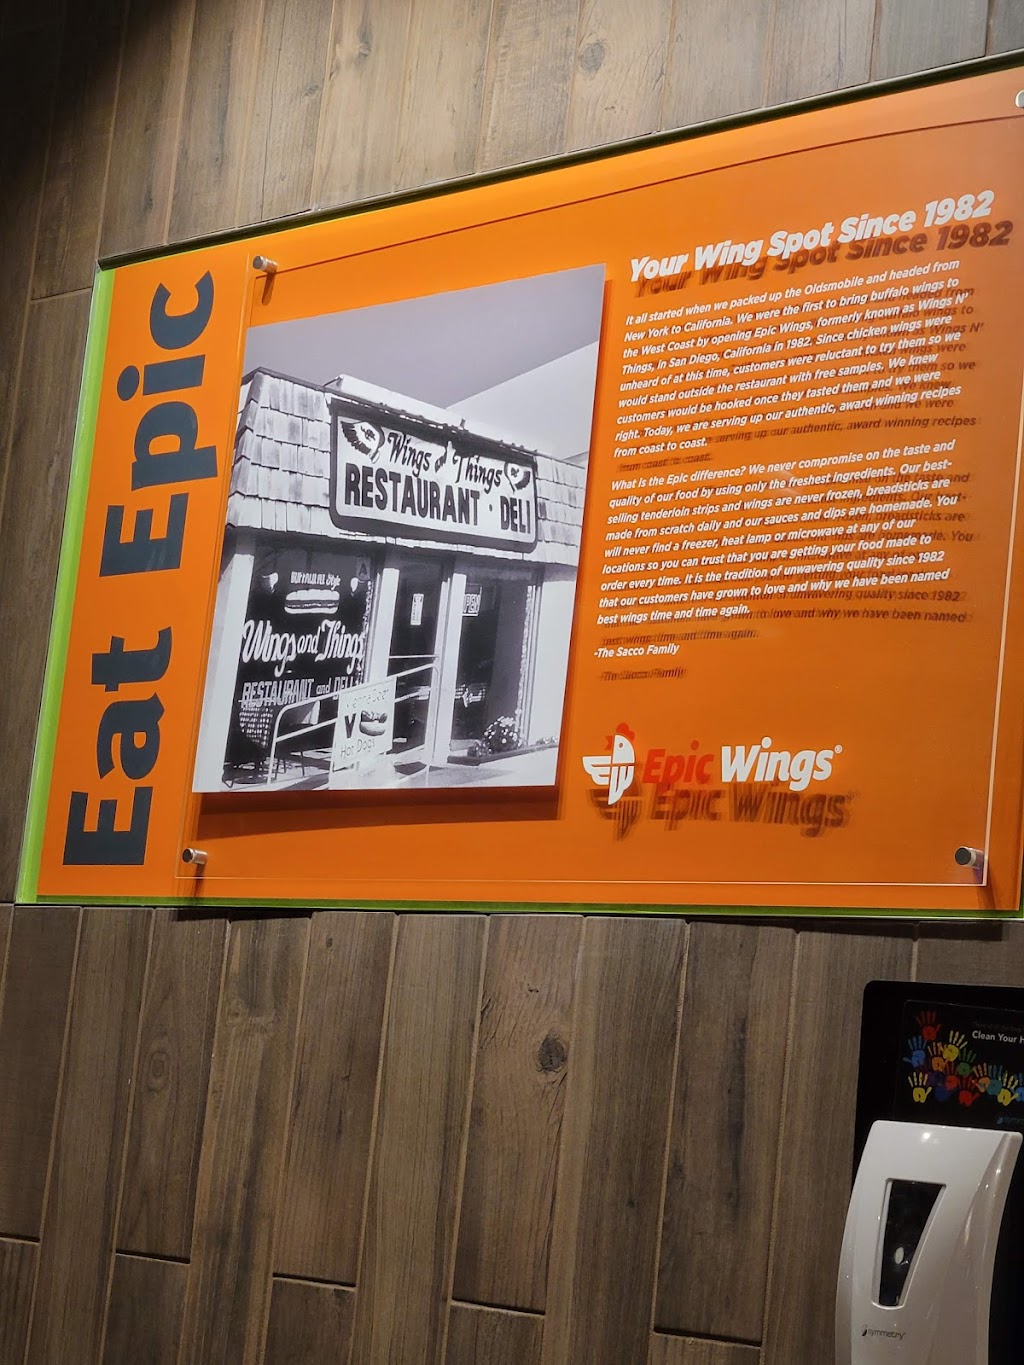 Eat Epic
Your Wing Spot Since 1982
It all started when we packed up the Oldsmobile and headed from
New York to California. We were the first to bring buffalo wings to
the West Coast by opening Epic Wings, formerly known as Wings N'
Things, in San Diego, California in 1982. Since chicken wings were
unheard of at this time, customers were reluctant to try them so we
would stand outside the restaurant with free samples. We knew
customers would be hooked once they tasted them and we were
right. Today, we are serving up our authentic, award winning recipes
from coast to coast.
What is the Epic difference? We never compromise on the taste and
quality of our food by using only the freshest ingredients. Our best-
selling tenderloin strips and wings are never frozen, breadsticks are
made from scratch daily and our sauces and dips are homemade. You
will never find a freezer, heat lamp or microwave at any of our
locations so you can trust that you are getting your food made to
order every time. It is the tradition of unwavering quality since 1982
that our customers have grown to love and why we have been named
best wings time and time again.
-The Sacco Family
Epic Wings®
Wings Things
RESTAURANT · DELI
BUFFALO Style
Wings and Things
RESTAURANT and DELI
OPEN
Vienna Beef
V
Hot Dogs
Clean Your H
symmetry